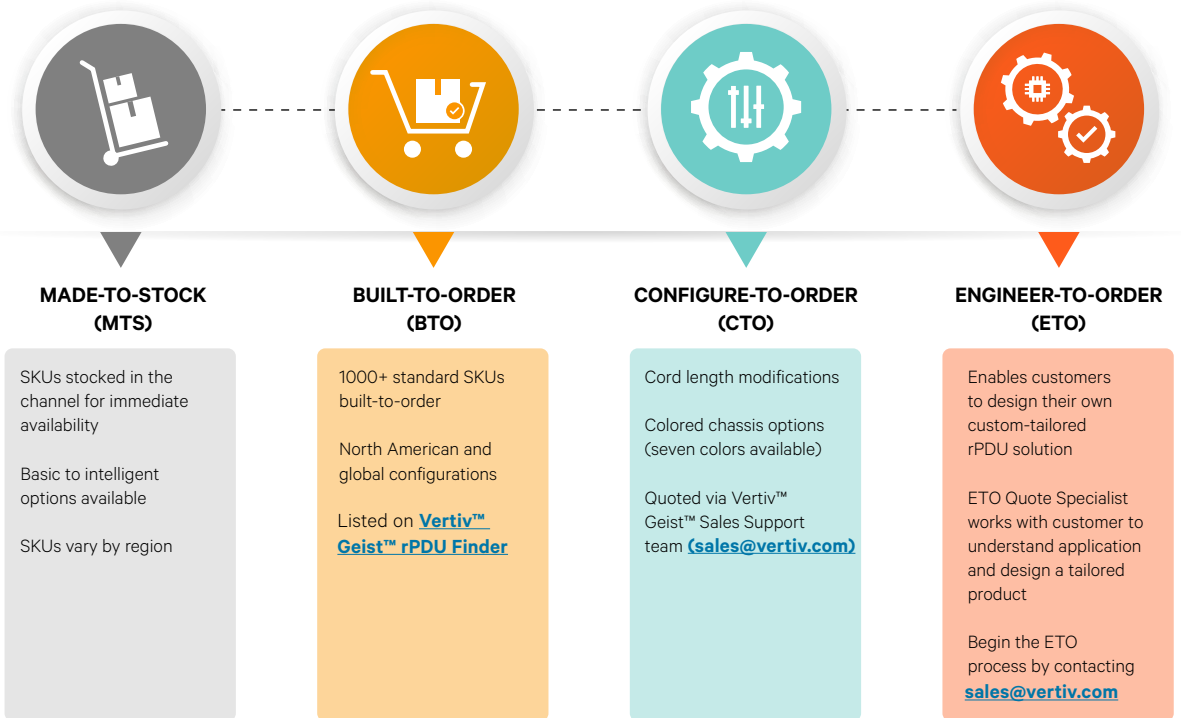 MADE-TO-STOCK
(MTS)
SKUs stocked in the
channel for immediate
availability
Basic to intelligent
options available
SKUs vary by region
BUILT-TO-ORDER
(BTO)
1000+ standard SKUs
built-to-order
North American and
global configurations
Listed on Vertiv™
Geist™ rPDU Finder
CONFIGURE-TO-ORDER
(CTO)
Cord length modifications
Colored chassis options
(seven colors available)
Quoted via Vertiv™
Geist™ Sales Support
team (sales@vertiv.com)
ENGINEER-TO-ORDER
(ETO)
Enables customers
to design their own
custom-tailored
rPDU solution
ETO Quote Specialist
works with customer to
understand application
and design a tailored
product
Begin the ETO
process by contacting
sales@vertiv.com